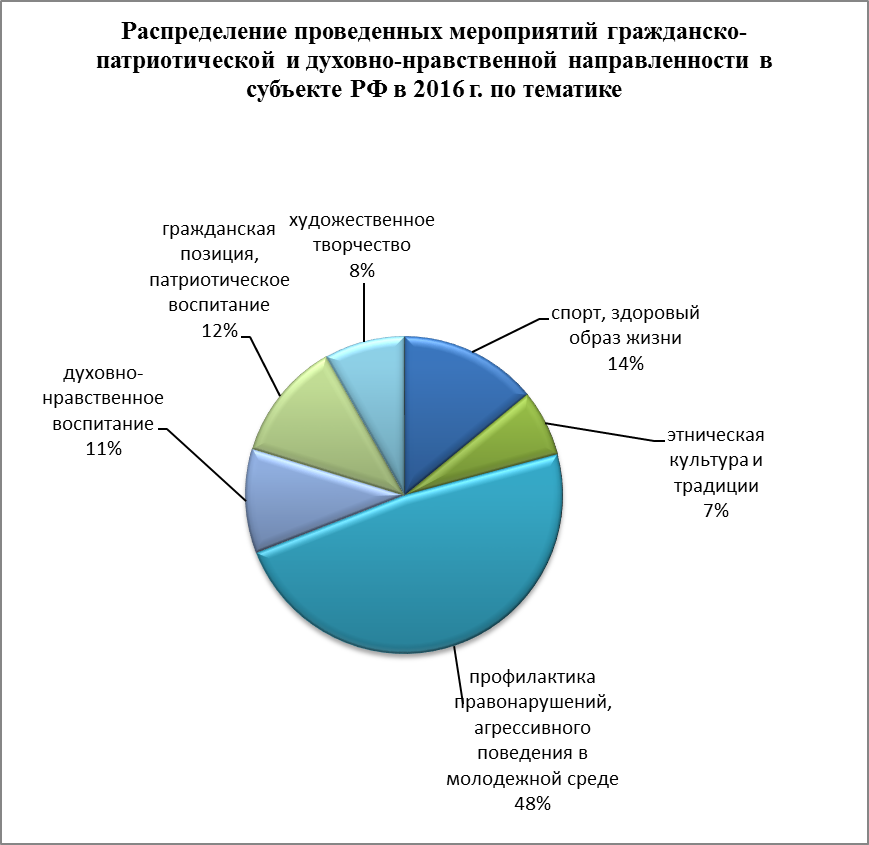 Распределение проведенных мероприятий гражданско-
патриотической и духовно-нравственной направленности в
субъекте РФ в 2016 г. по тематике
художественное
творчество
8%
гражданская
позиция,
патриотическое
воспитание
12%
спорт, здоровый
образ жизни
14%
духовно-
нравственное
воспитание
11%
этническая
культура и
традиции
7%
профилактика
правонарушений,
агрессивного
поведения в
молодежной среде
48%